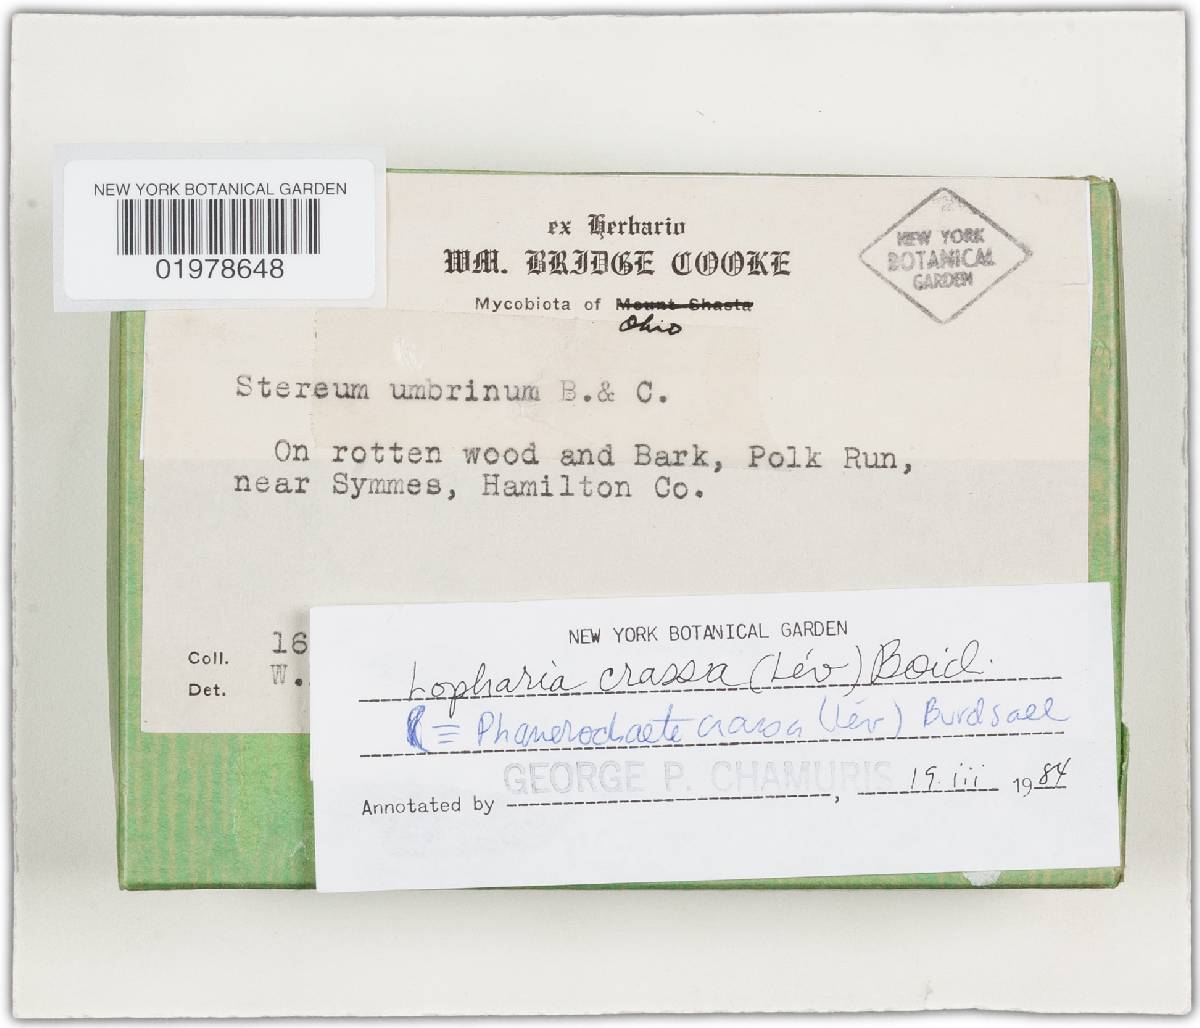 NEW YORK BOTANICAL GARDEN
01978648
ex Herbario
WM. BRIDGE COOKE
Mycobiota of Mount Shasta
Ohio
NEW YORK
BOTANICAL
GARDEN
Stereum umbrinum B.& C.
On rotten wood and Bark, Polk Run,
near Symmes, Hamilton Co.
Coll. 16
Det. W.
NEW YORK BOTANICAL GARDEN
Lopharia crassa (Lév) Boid.
≡ Phanerochaete crassa (Lév) Burdsall
GEORGE P. CHAMURIS
Annotated by , 19 iii 1984